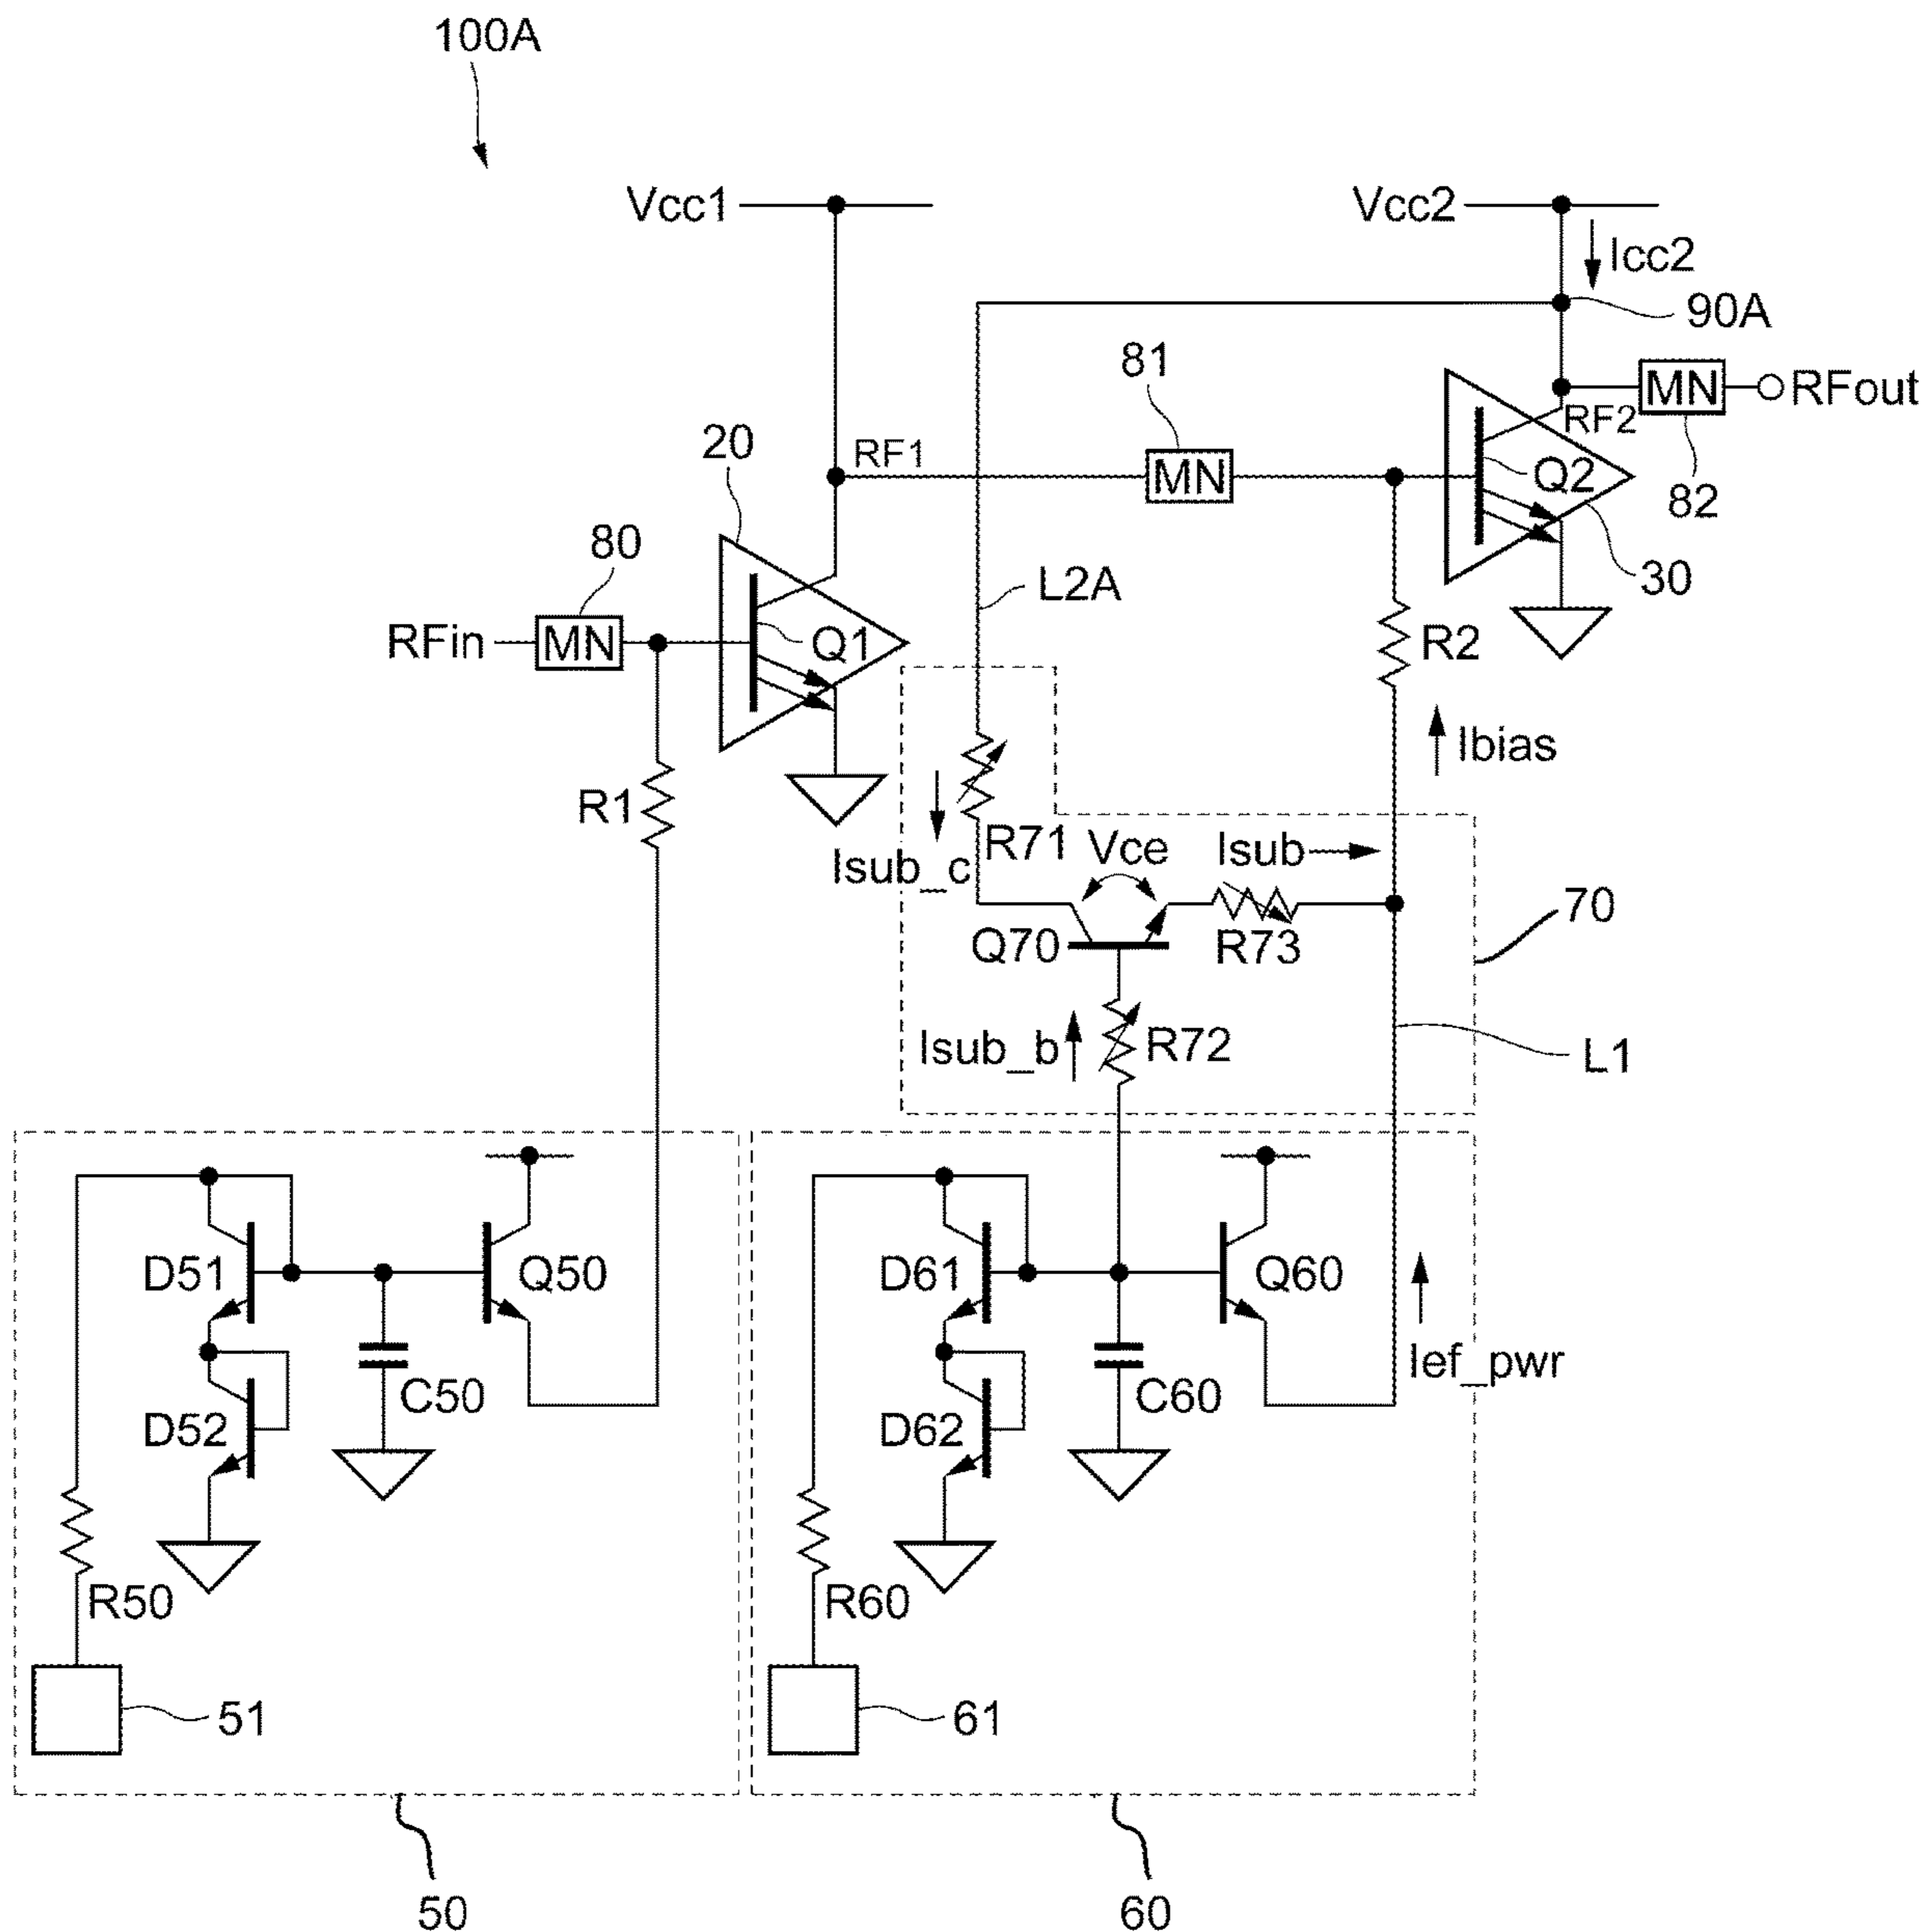 100A
Vcc1
Vcc2
Icc2
90A
81
MN
RFout
RF2
20
RF1
MN
Q2
82
80
L2A
30
RFin
MN
Q1
R2
Ibias
R1
R71
Vce
Isub
Isub_c
70
Q70
R73
Isub_b
R72
L1
D51
Q50
D61
Q60
Ief_pwr
C50
C60
D52
D62
R50
R60
51
61
50
60